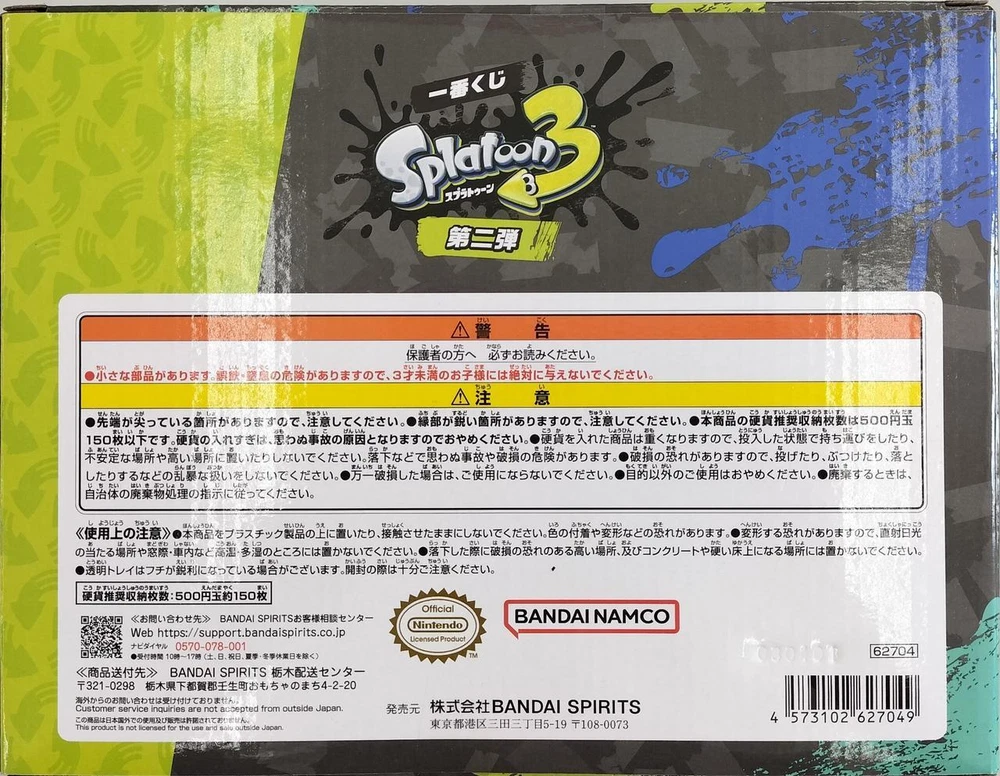 一番くじ
Splatoon 3
スプラトゥーン
第二弾
⚠警告
保護者の方へ 必ずお読みください。
●小さな部品があります。誤飲・窒息の危険がありますので、3才未満のお子様には絶対に与えないでください。
⚠注意
●先端が尖っている箇所がありますので、注意してください。●縁部が鋭い箇所がありますので、注意してください。●本商品の硬貨推奨収納枚数は500円玉
150枚以下です。硬貨の入れすぎは、思わぬ事故の原因となりますのでおやめください。●硬貨を入れた商品は重くなりますので、投入した状態で持ち運びをしたり、
不安定な場所や高い場所に置いたりしないでください。落下などで思わぬ事故や破損の危険があります。●破損の恐れがありますので、投げたり、ぶつけたり、落と
したりするなどの乱暴な扱いをしないでください。●万一破損した場合は、ご使用にならないでください。●目的以外のご使用はおやめください。●廃棄するときは、
自治体の廃棄物処理の指示に従ってください。
《使用上の注意》●本商品をプラスチック製品の上に置いたり、接触させたままにしないでください。色の付着や変形などの恐れがあります。●変形する恐れがありますので、直射日光
の当たる場所や窓際・車内など高温・多湿のところには置かないでください。●落下した際に破損の恐れのある高い場所、及びコンクリートや硬い床上になる場所には置かないでください。
●透明トレイはフチが鋭利になっている場合がございます。開封の際は十分ご注意ください。
硬貨推奨収納枚数:500円玉約150枚
≪お問い合わせ先≫ BANDAI SPIRITSお客様相談センター
Web https://support.bandaispirits.co.jp
ナビダイヤル 0570-078-001
●受付時間 10時~17時(土、日、祝日、夏季・冬季休業日を除く)
≪商品送付先≫ BANDAI SPIRITS 栃木配送センター
〒321-0298 栃木県下都賀郡壬生町おもちゃのまち4-2-20
海外からのお問い合わせは受け付けておりません。
Customer service inquiries are not accepted from outside Japan.
この商品は日本国外での使用及び販売は許諾されておりません。
This product is not licensed for the use and sale outside Japan.
Official
Nintendo
Licensed Product
TM
BANDAI NAMCO
62704
発売元 株式会社BANDAI SPIRITS
東京都港区三田三丁目5-19 〒108-0073
4 573102 627049